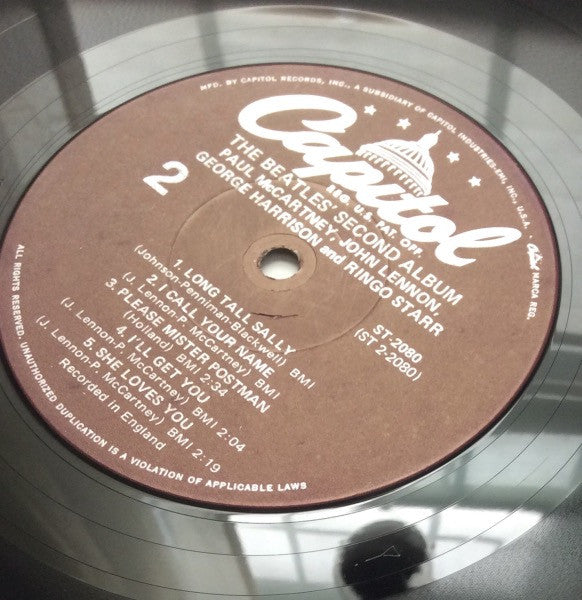 MFD. BY CAPITOL RECORDS, INC., A SUBSIDIARY OF CAPITOL INDUSTRIES-EMI, INC., U.S.A. • Capitol MARCA REG.
Capitol
REG. U.S. PAT. OFF.
THE BEATLES' SECOND ALBUM
PAUL McCARTNEY, JOHN LENNON,
GEORGE HARRISON and RINGO STARR
2
ST-2080
(ST 2-2080)
1. LONG TALL SALLY
(Johnson-Penniman-Blackwell) BMI
2. I CALL YOUR NAME
(J. Lennon-P. McCartney) BMI
3. PLEASE MISTER POSTMAN
(Holland) BMI 2:34
4. I'LL GET YOU
(J. Lennon-P. McCartney) BMI 2:04
5. SHE LOVES YOU
(J. Lennon-P. McCartney) BMI 2:19
Recorded in England
ALL RIGHTS RESERVED. UNAUTHORIZED DUPLICATION IS A VIOLATION OF APPLICABLE LAWS